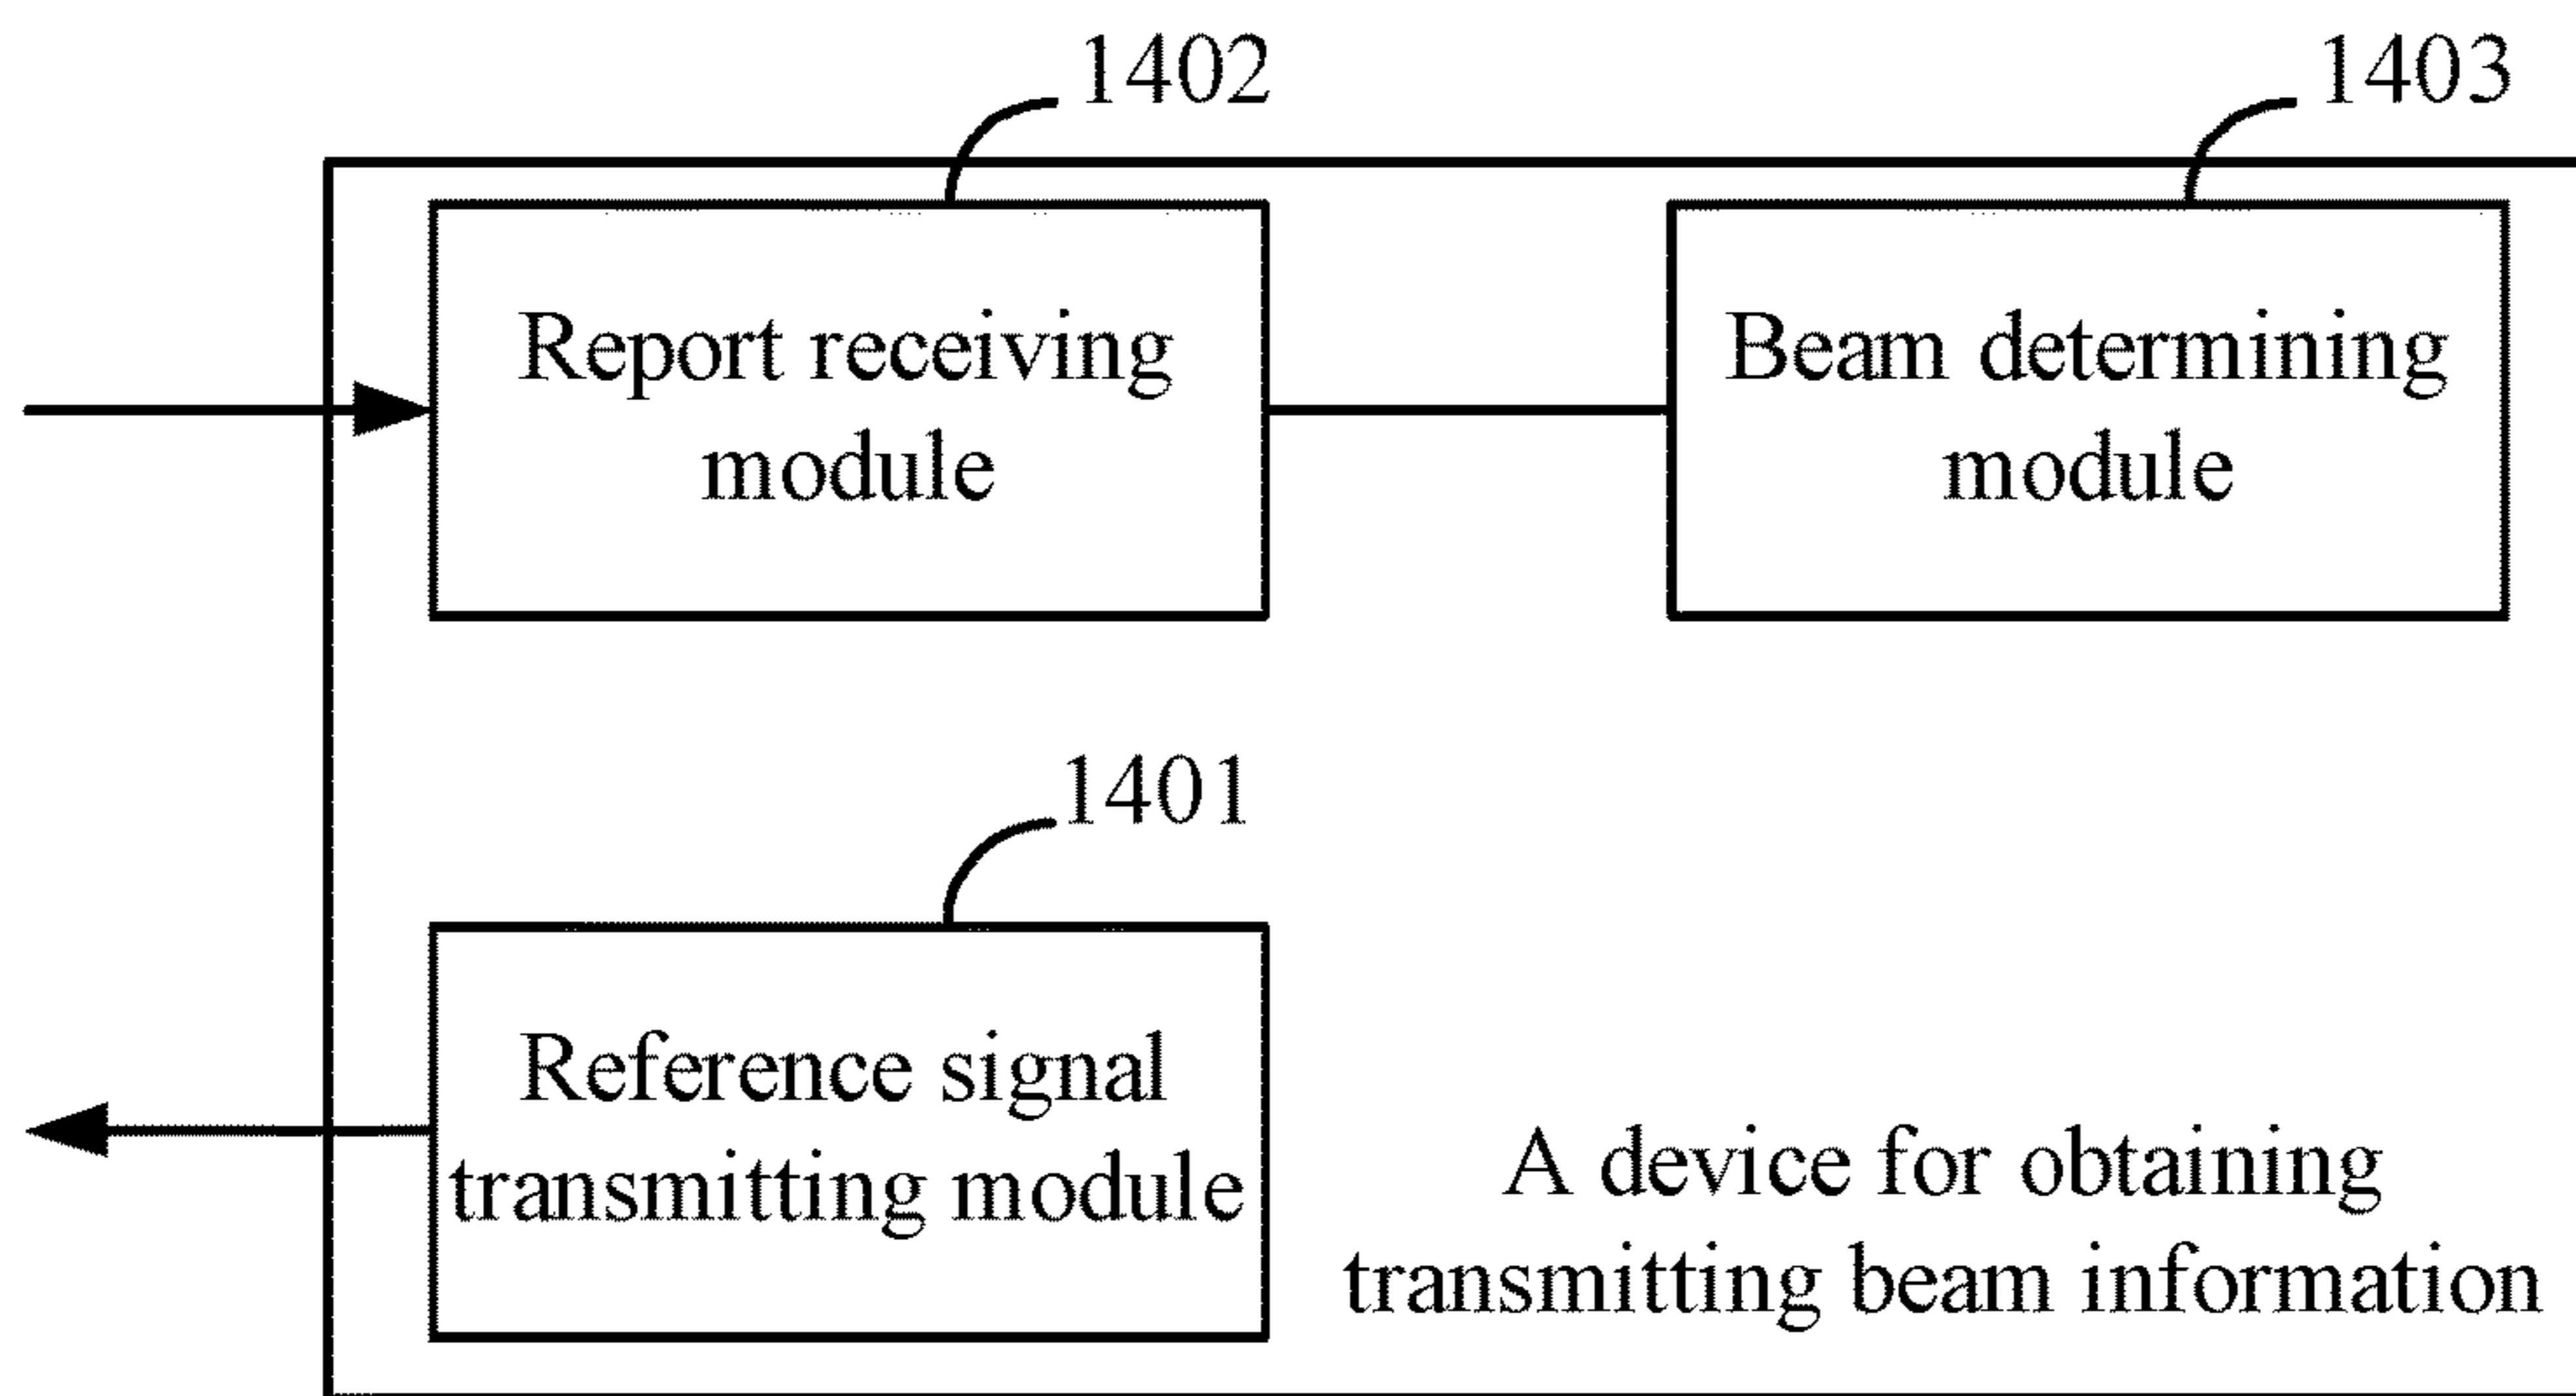 1402
1403
Report receiving
module
Beam determining
module
1401
Reference signal
transmitting module
A device for obtaining
transmitting beam information